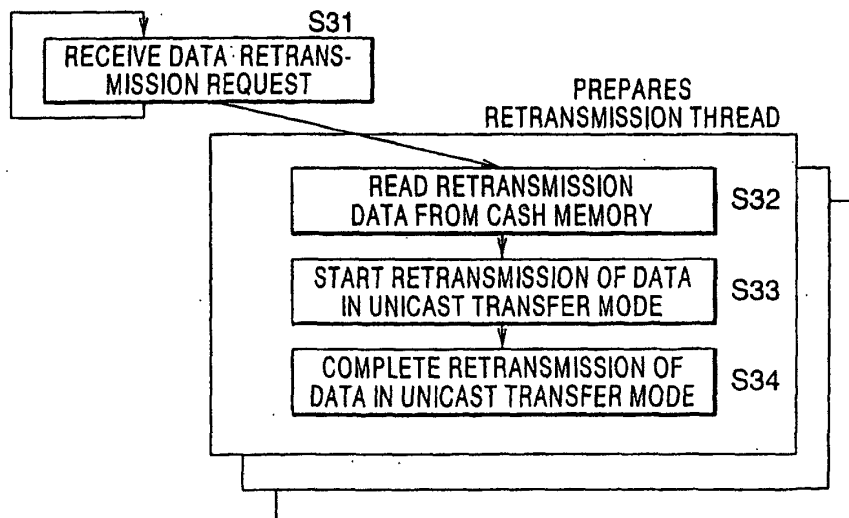 S31
RECEIVE DATA RETRANS-
MISSION REQUEST
PREPARES
RETRANSMISSION THREAD
READ RETRANSMISSION
DATA FROM CASH MEMORY
S32
START RETRANSMISSION OF DATA
IN UNICAST TRANSFER MODE
S33
COMPLETE RETRANSMISSION OF
DATA IN UNICAST TRANSFER MODE
S34